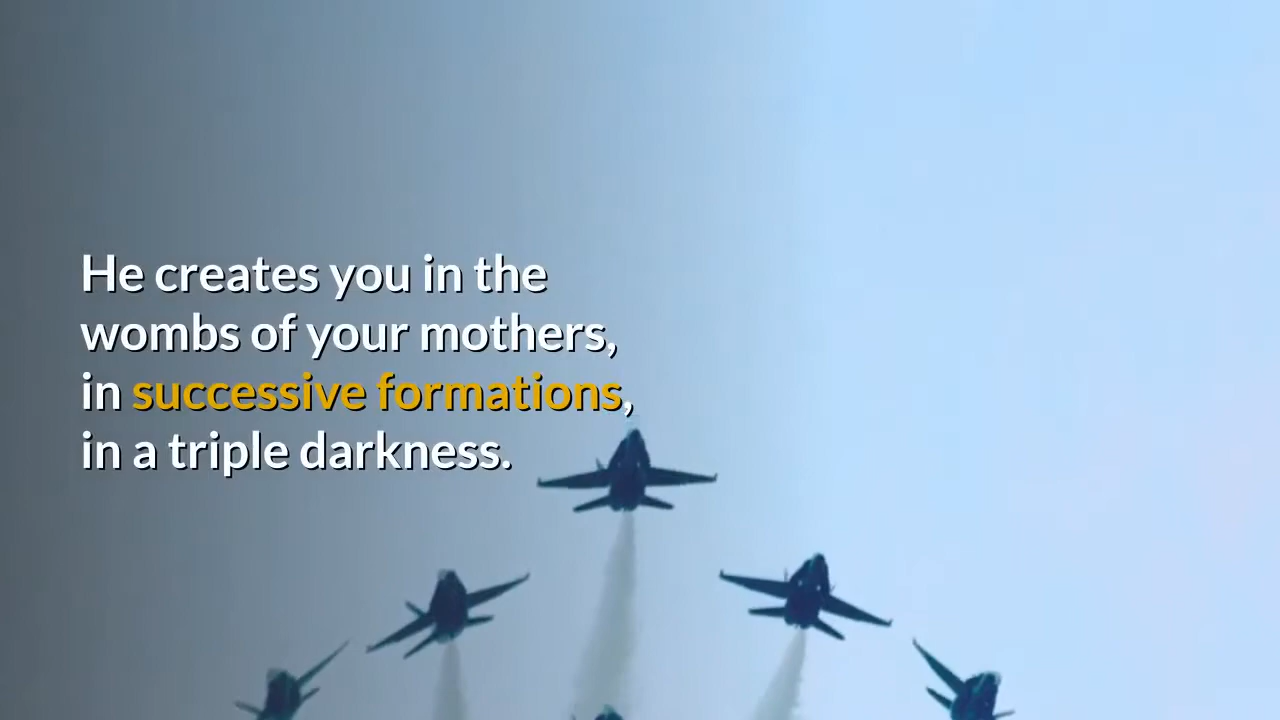 He creates you in the
wombs of your mothers,
in successive formations,
in a triple darkness.